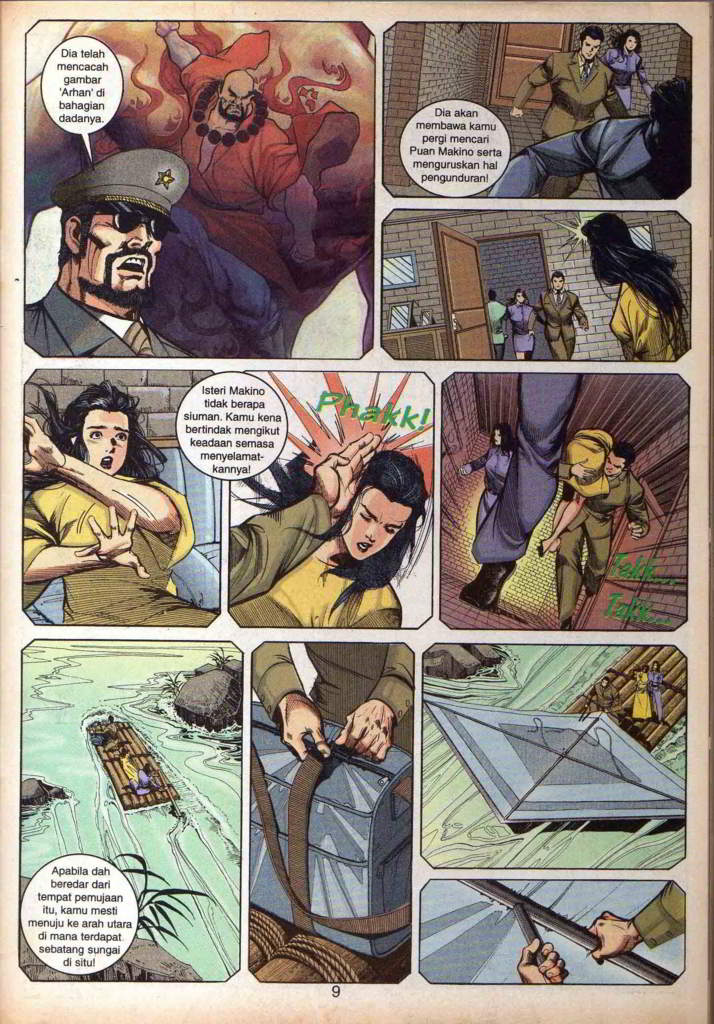 Dia telah
mencacah
gambar
'Arhan' di
bahagian
dadanya.
Dia akan
membawa kamu
pergi mencari
Puan Makino serta
menguruskan hal
pengunduran!
Isteri Makino
tidak berapa
siuman. Kamu kena
bertindak mengikut
keadaan semasa
menyelamat-
kannya!
Phakk!
Takk...
Takk...
Apabila dah
beredar dari
tempat pemujaan
itu, kamu mesti
menuju ke arah utara
di mana terdapat
sebatang sungai
di situ!
9